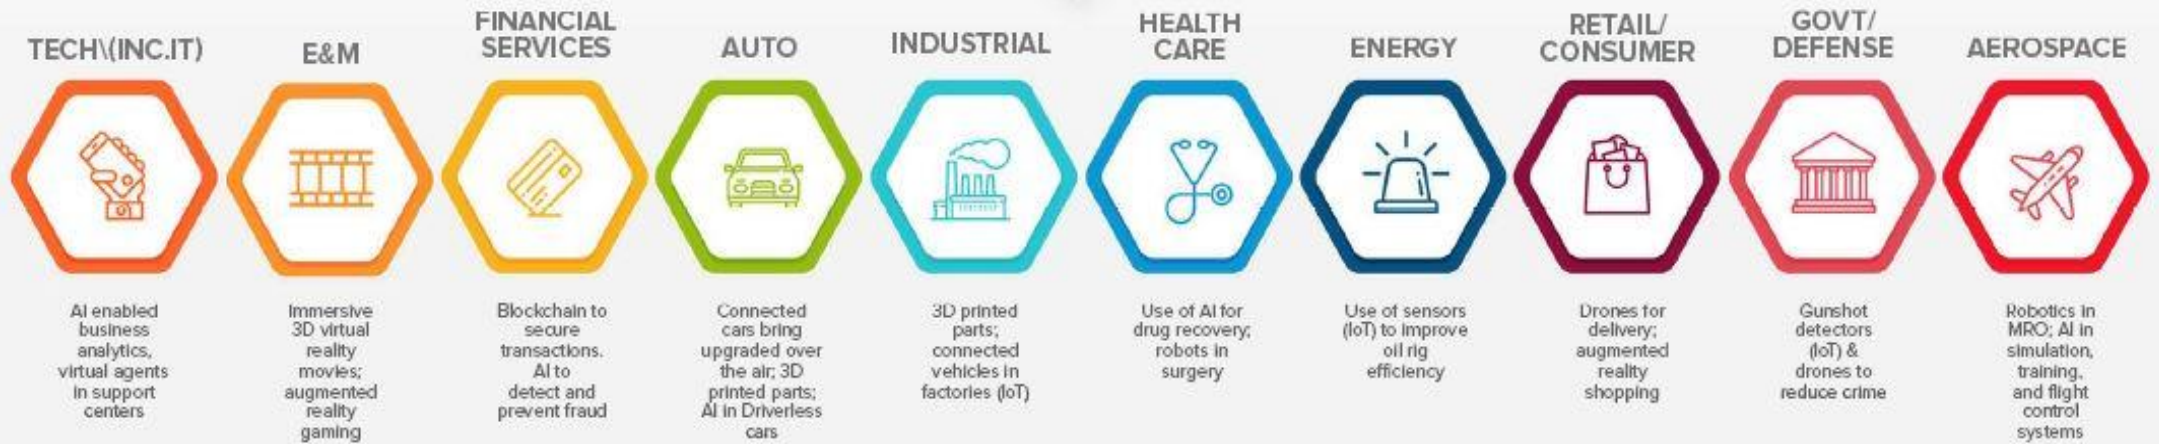 TECH\(INC.IT)
E&M
FINANCIAL
SERVICES
AUTO
INDUSTRIAL
HEALTH
CARE
ENERGY
RETAIL/
CONSUMER
GOVT/
DEFENSE
AEROSPACE
AI enabled
business
analytics,
virtual agents
in support
centers
Immersive
3D virtual
reality
movies;
augmented
reality
gaming
Blockchain to
secure
transactions.
AI to
detect and
prevent fraud
Connected
cars bring
upgraded over
the air; 3D
printed parts;
AI in Driverless
cars
3D printed
parts;
connected
vehicles in
factories (IoT)
Use of AI for
drug recovery;
robots in
surgery
Use of sensors
(IoT) to improve
oil rig
efficiency
Drones for
delivery;
augmented
reality
shopping
Gunshot
detectors
(IoT) &
drones to
reduce crime
Robotics in
MRO; AI in
simulation,
training,
and flight
control
systems